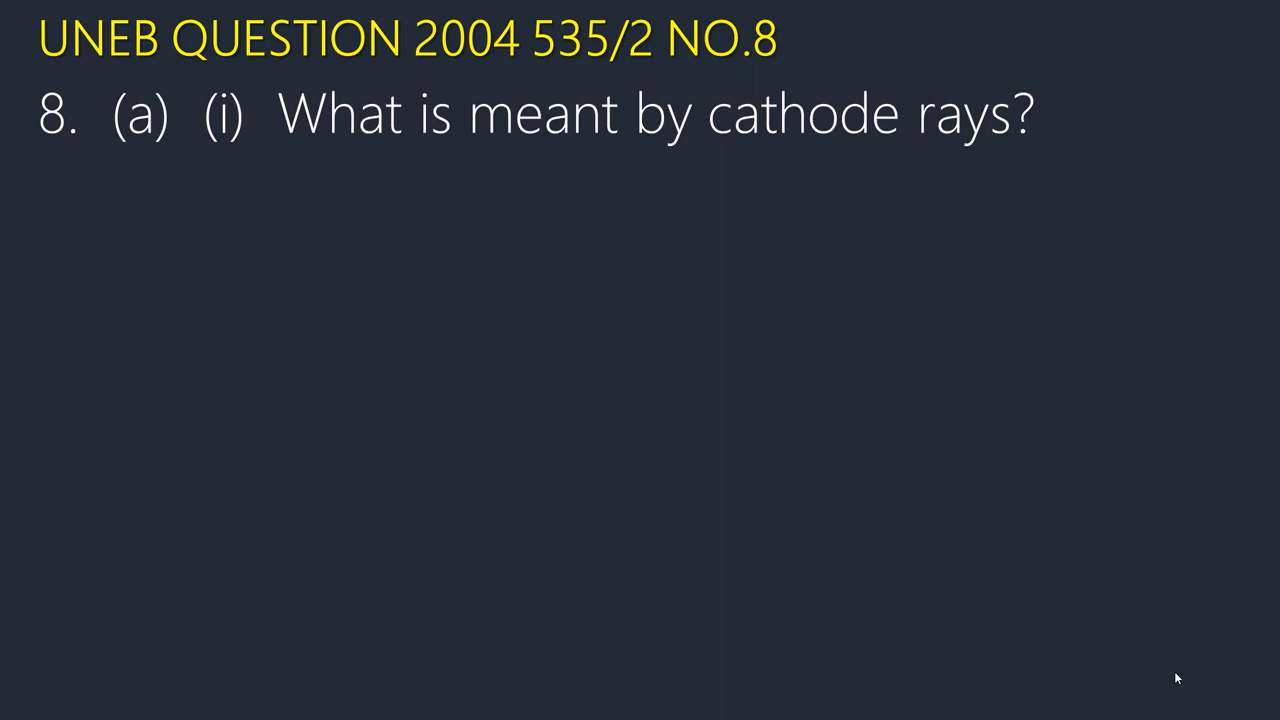 UNEB QUESTION 2004 535/2 NO.8
8. (a) (i) What is meant by cathode rays?